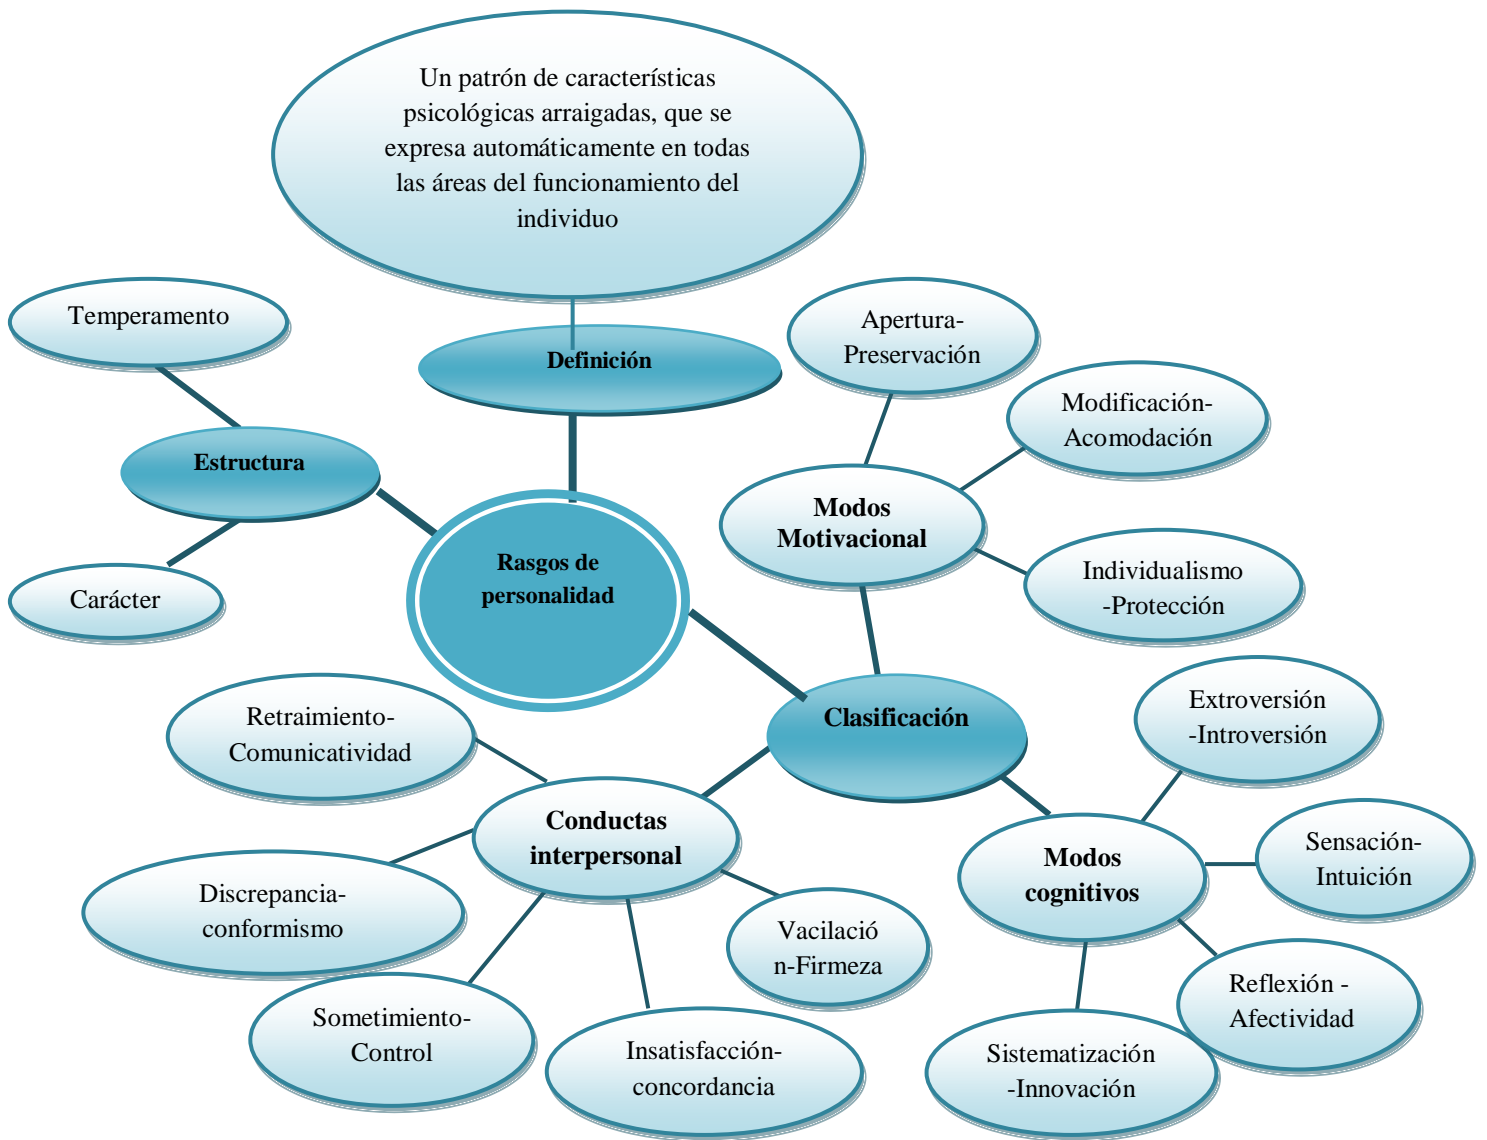 Un patrón de características
psicológicas arraigadas, que se
expresa automáticamente en todas
las áreas del funcionamiento del
individuo
Temperamento
Definición
Apertura-
Preservación
Modificación-
Acomodación
Estructura
Modos
Motivacional
Rasgos de
personalidad
Individualismo
-Protección
Carácter
Retraimiento-
Comunicatividad
Clasificación
Extroversión
-Introversión
Conductas
interpersonal
Modos
cognitivos
Sensación-
Intuición
Discrepancia-
conformismo
Vacilació
n-Firmeza
Reflexión -
Afectividad
Sometimiento-
Control
Insatisfacción-
concordancia
Sistematización
-Innovación